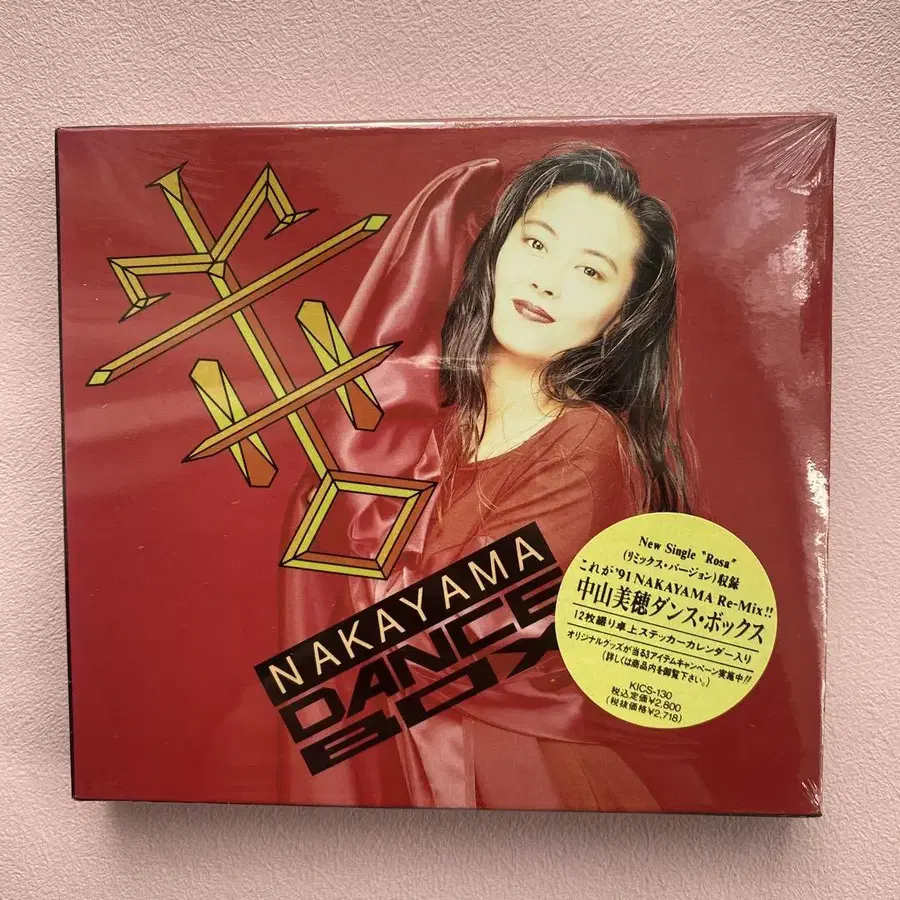 NAKAYAMA
DANCE
BOX
New Single "Rosa"
(リミックス・バージョン)収録
これが'91 NAKAYAMA Re-Mix!!
中山美穂ダンス・ボックス
12枚綴り卓上ステッカーカレンダー入り
オリジナルグッズが当る3アイテムキャンペーン実施中!!
(詳しくは商品内を御覧下さい。)
KICS-130
税込定価¥2,800
(税抜価格¥2,718)